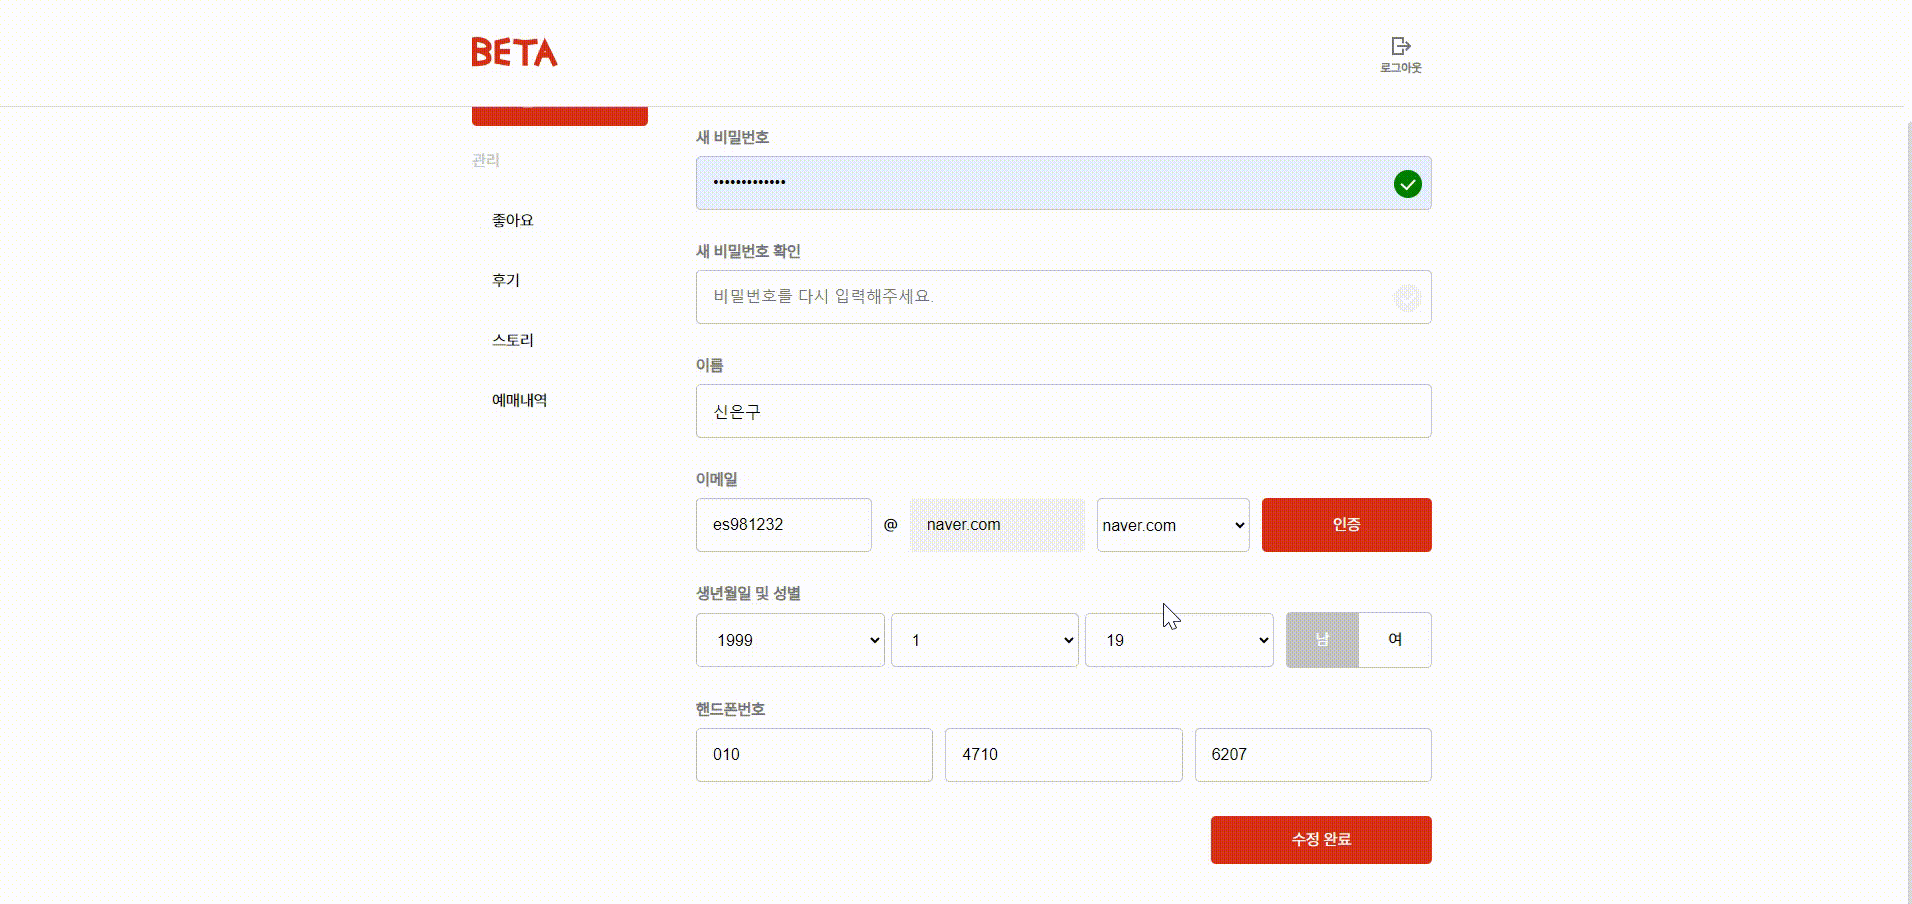 BETA
로그아웃
관리
좋아요
후기
스토리
예매내역
새 비밀번호
•••••••••••••
새 비밀번호 확인
비밀번호를 다시 입력해주세요.
이름
신은구
이메일
es981232 @ naver.com naver.com 인증
생년월일 및 성별
1999 1 19 남 여
핸드폰번호
010 4710 6207
수정 완료